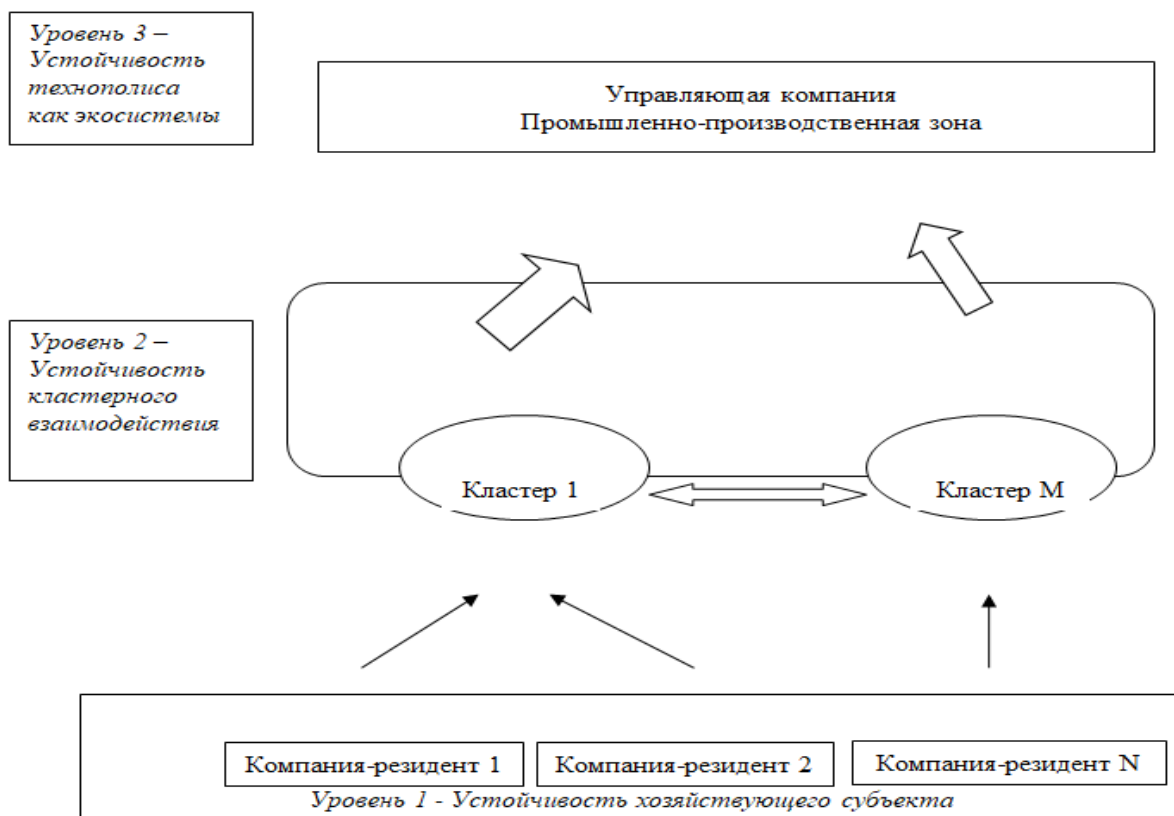 Уровень 3 –
Устойчивость
технополиса
как экосистемы
Управляющая компания
Промышленно-производственная зона
Уровень 2 –
Устойчивость
кластерного
взаимодействия
Кластер 1
Кластер М
Компания-резидент 1
Компания-резидент 2
Компания-резидент N
Уровень 1 - Устойчивость хозяйствующего субъекта